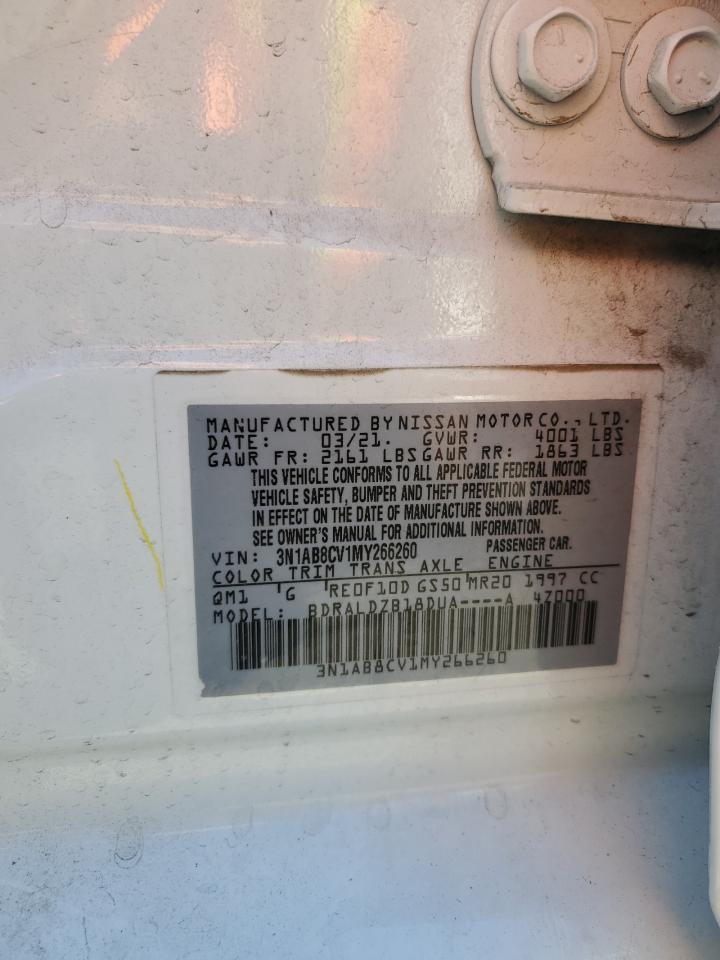 MANUFACTURED BY NISSAN MOTOR CO., LTD.
DATE: 03/21. GVWR: 4001 LBS
GAWR FR: 2161 LBS GAWR RR: 1863 LBS
THIS VEHICLE CONFORMS TO ALL APPLICABLE FEDERAL MOTOR
VEHICLE SAFETY, BUMPER AND THEFT PREVENTION STANDARDS
IN EFFECT ON THE DATE OF MANUFACTURE SHOWN ABOVE.
SEE OWNER'S MANUAL FOR ADDITIONAL INFORMATION.
VIN: 3N1AB8CV1MY266260 PASSENGER CAR.
COLOR TRIM TRANS AXLE ENGINE
QM1 G RE0F10D GS50 MR20 1997 CC
MODEL: BDRALDZB18DUA----A 4Z000
3N1AB8CV1MY266260